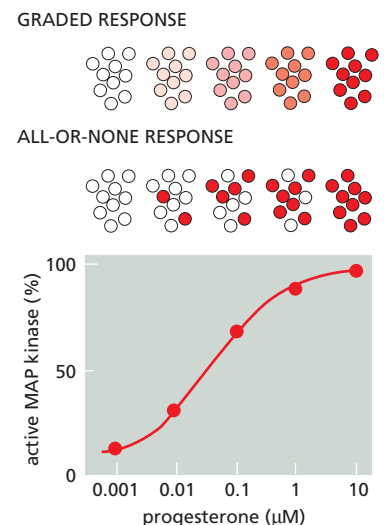 GRADED RESPONSE
ALL-OR-NONE RESPONSE
100
50
0
active MAP kinase (%)
0.001 0.01 0.1 1 10
progesterone (μM)